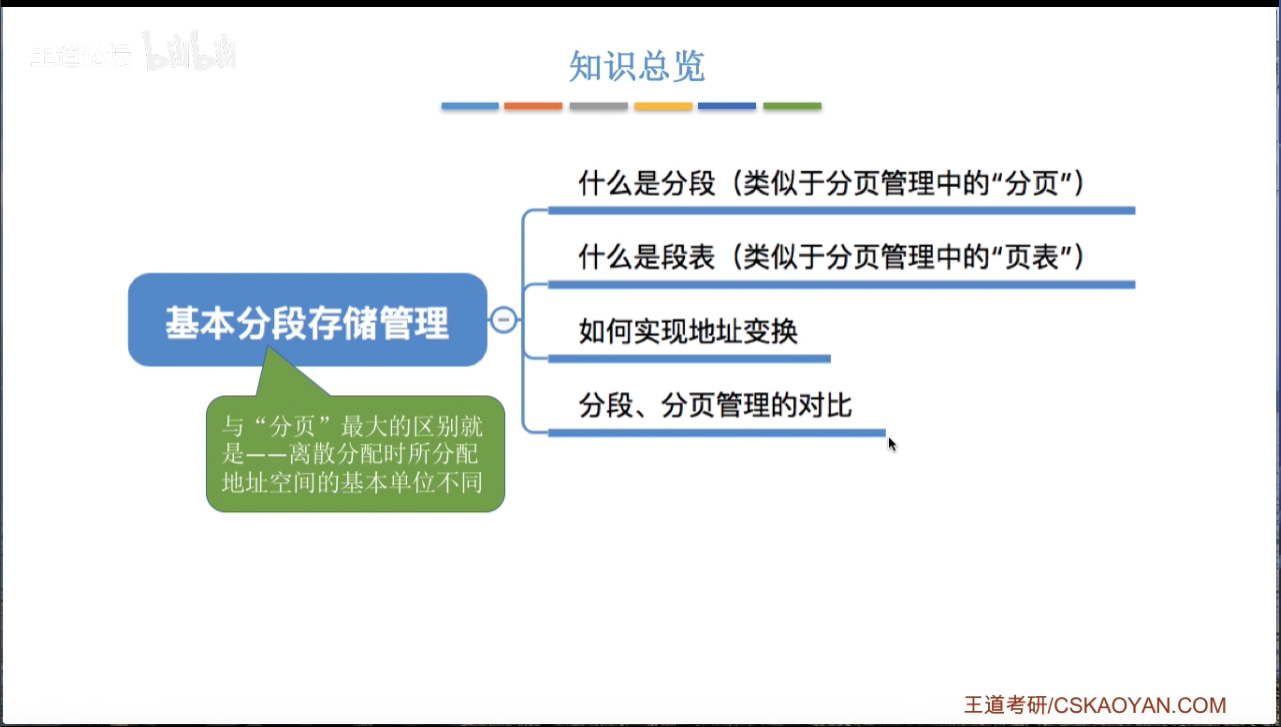 王道论坛 bilibili
知识总览
什么是分段（类似于分页管理中的“分页”）
什么是段表（类似于分页管理中的“页表”）
基本分段存储管理
如何实现地址变换
分段、分页管理的对比
与“分页”最大的区别就
是——离散分配时所分配
地址空间的基本单位不同
王道考研/CSKAOYAN.COM